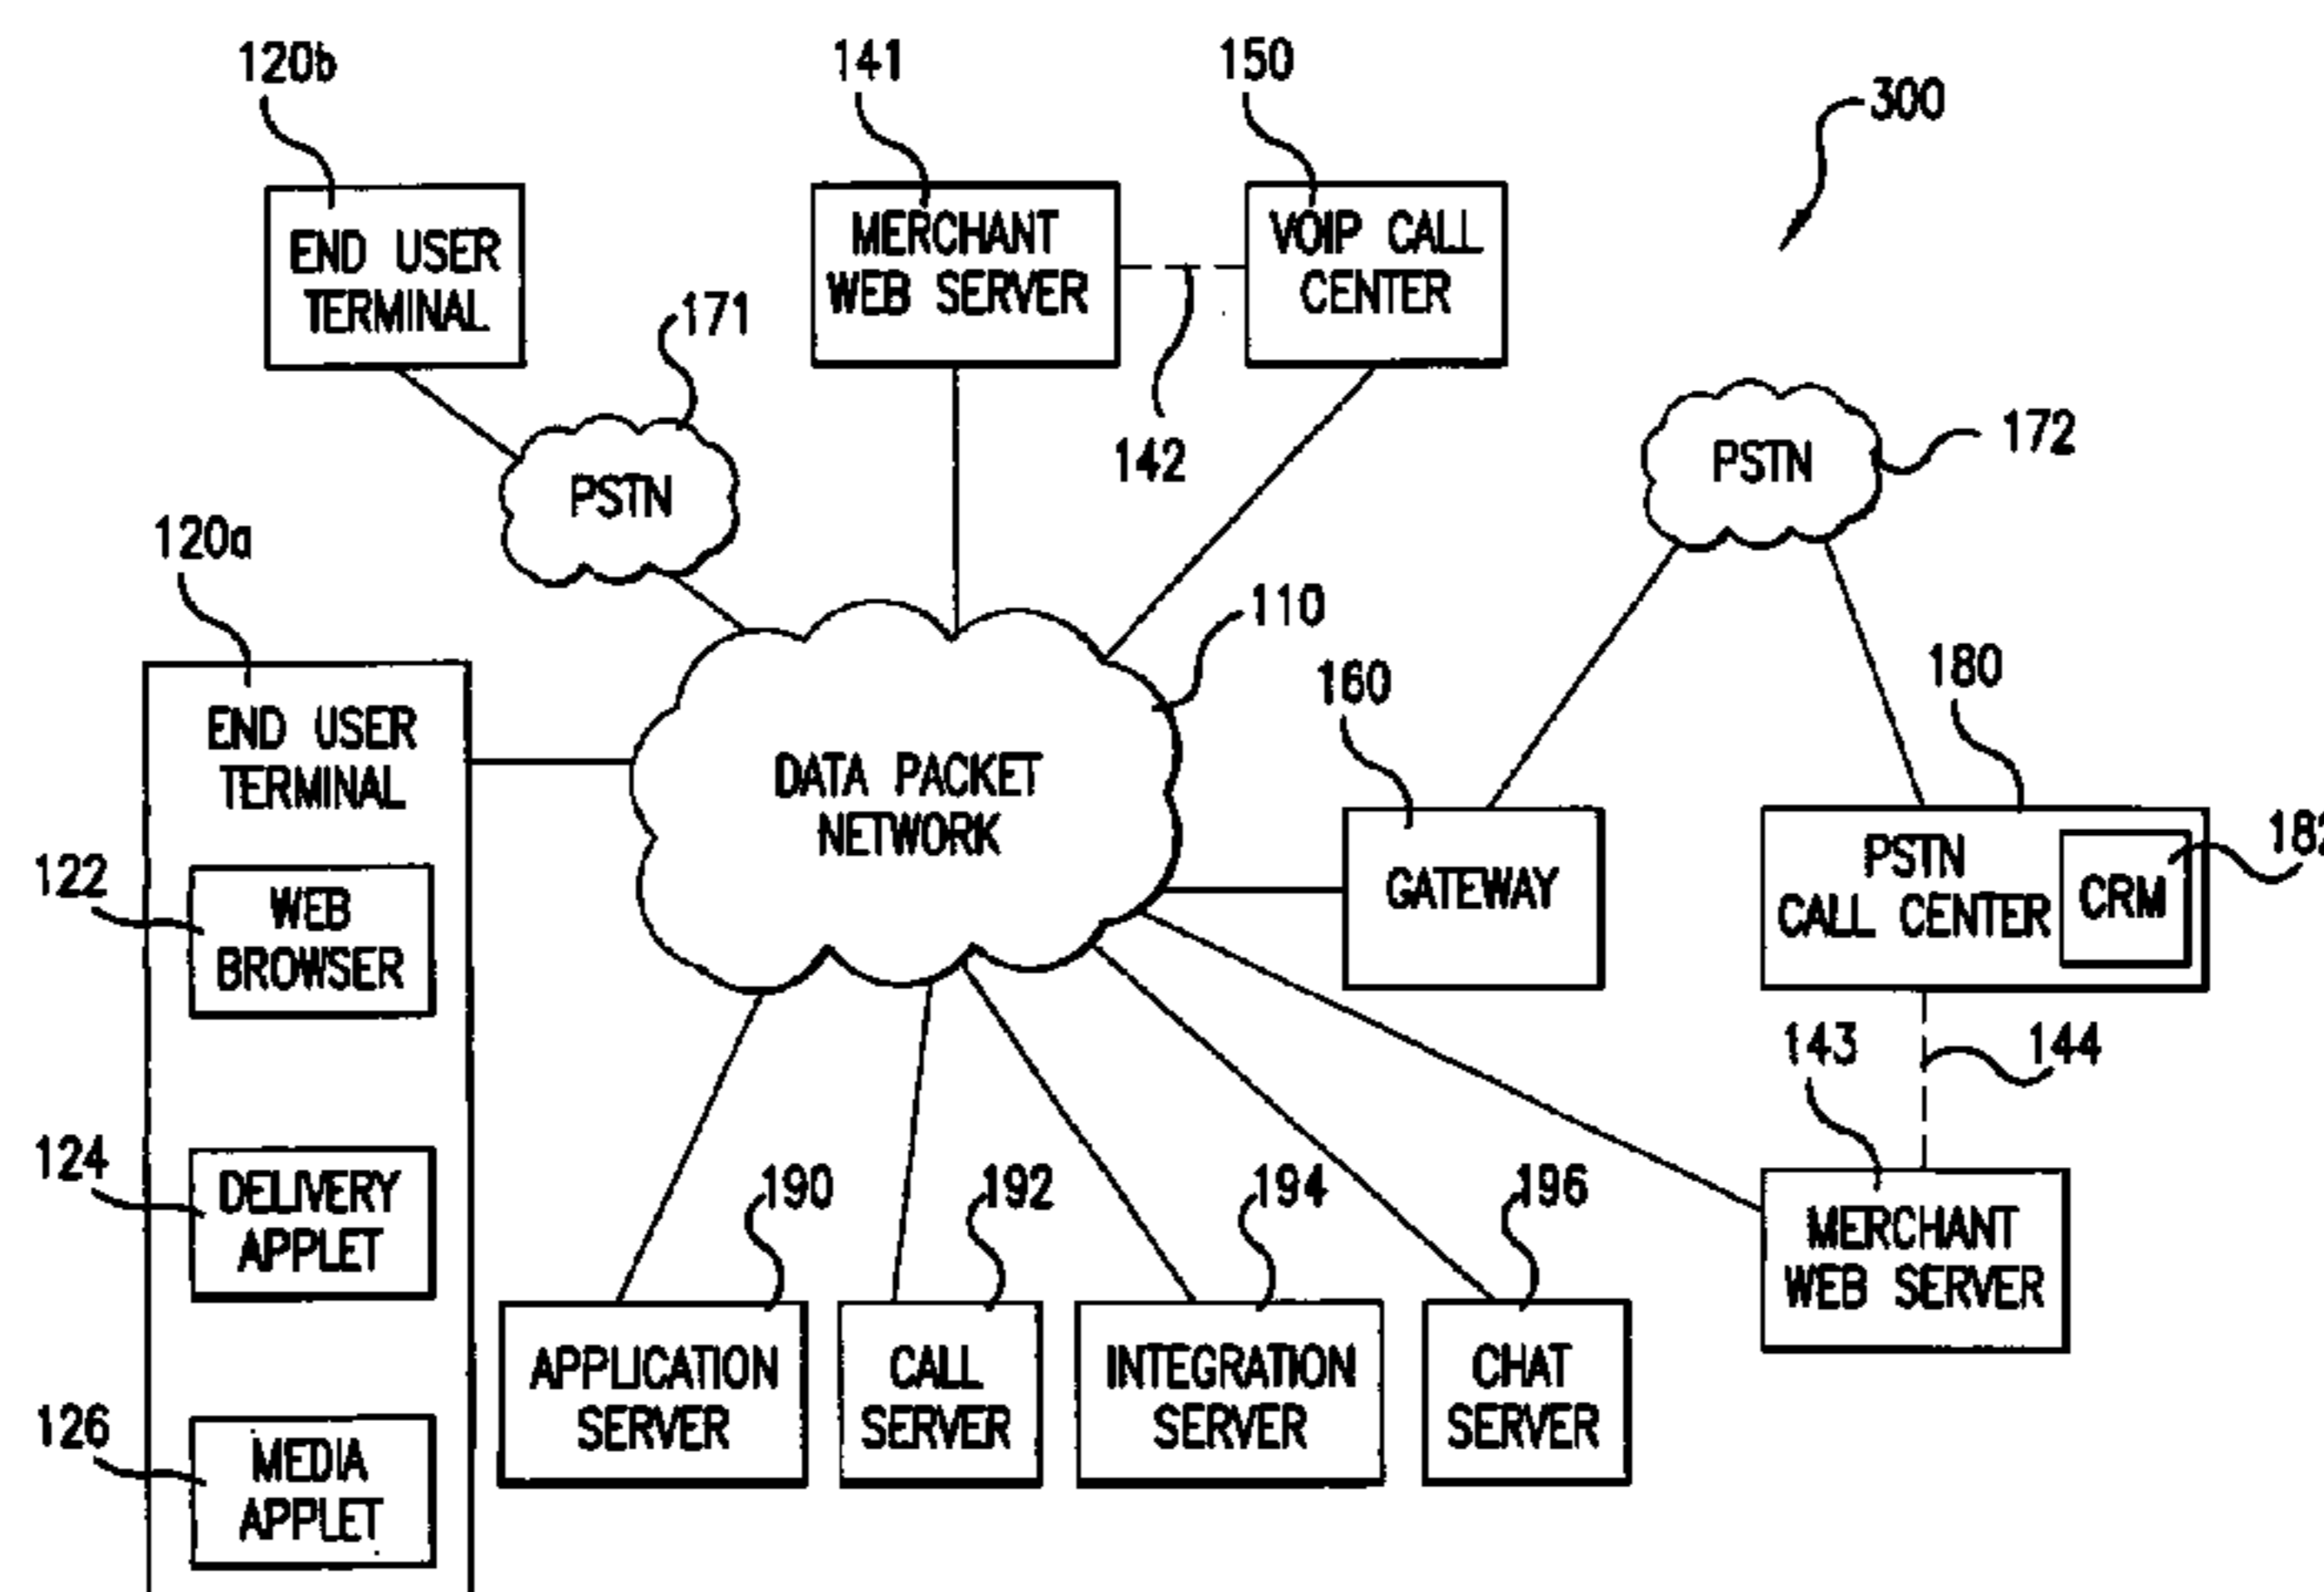 120b
141
150
300
END USER
TERMINAL
MERCHANT
WEB SERVER
VOIP CALL
CENTER
171
142
PSTN
PSTN
172
120a
110
160
180
END USER
TERMINAL
DATA PACKET
NETWORK
GATEWAY
PSTN
CALL CENTER
CRM
182
122
WEB
BROWSER
143
144
124
DELIVERY
APPLET
190
192
194
196
MERCHANT
WEB SERVER
APPLICATION
SERVER
CALL
SERVER
INTEGRATION
SERVER
CHAT
SERVER
126
MEDIA
APPLET